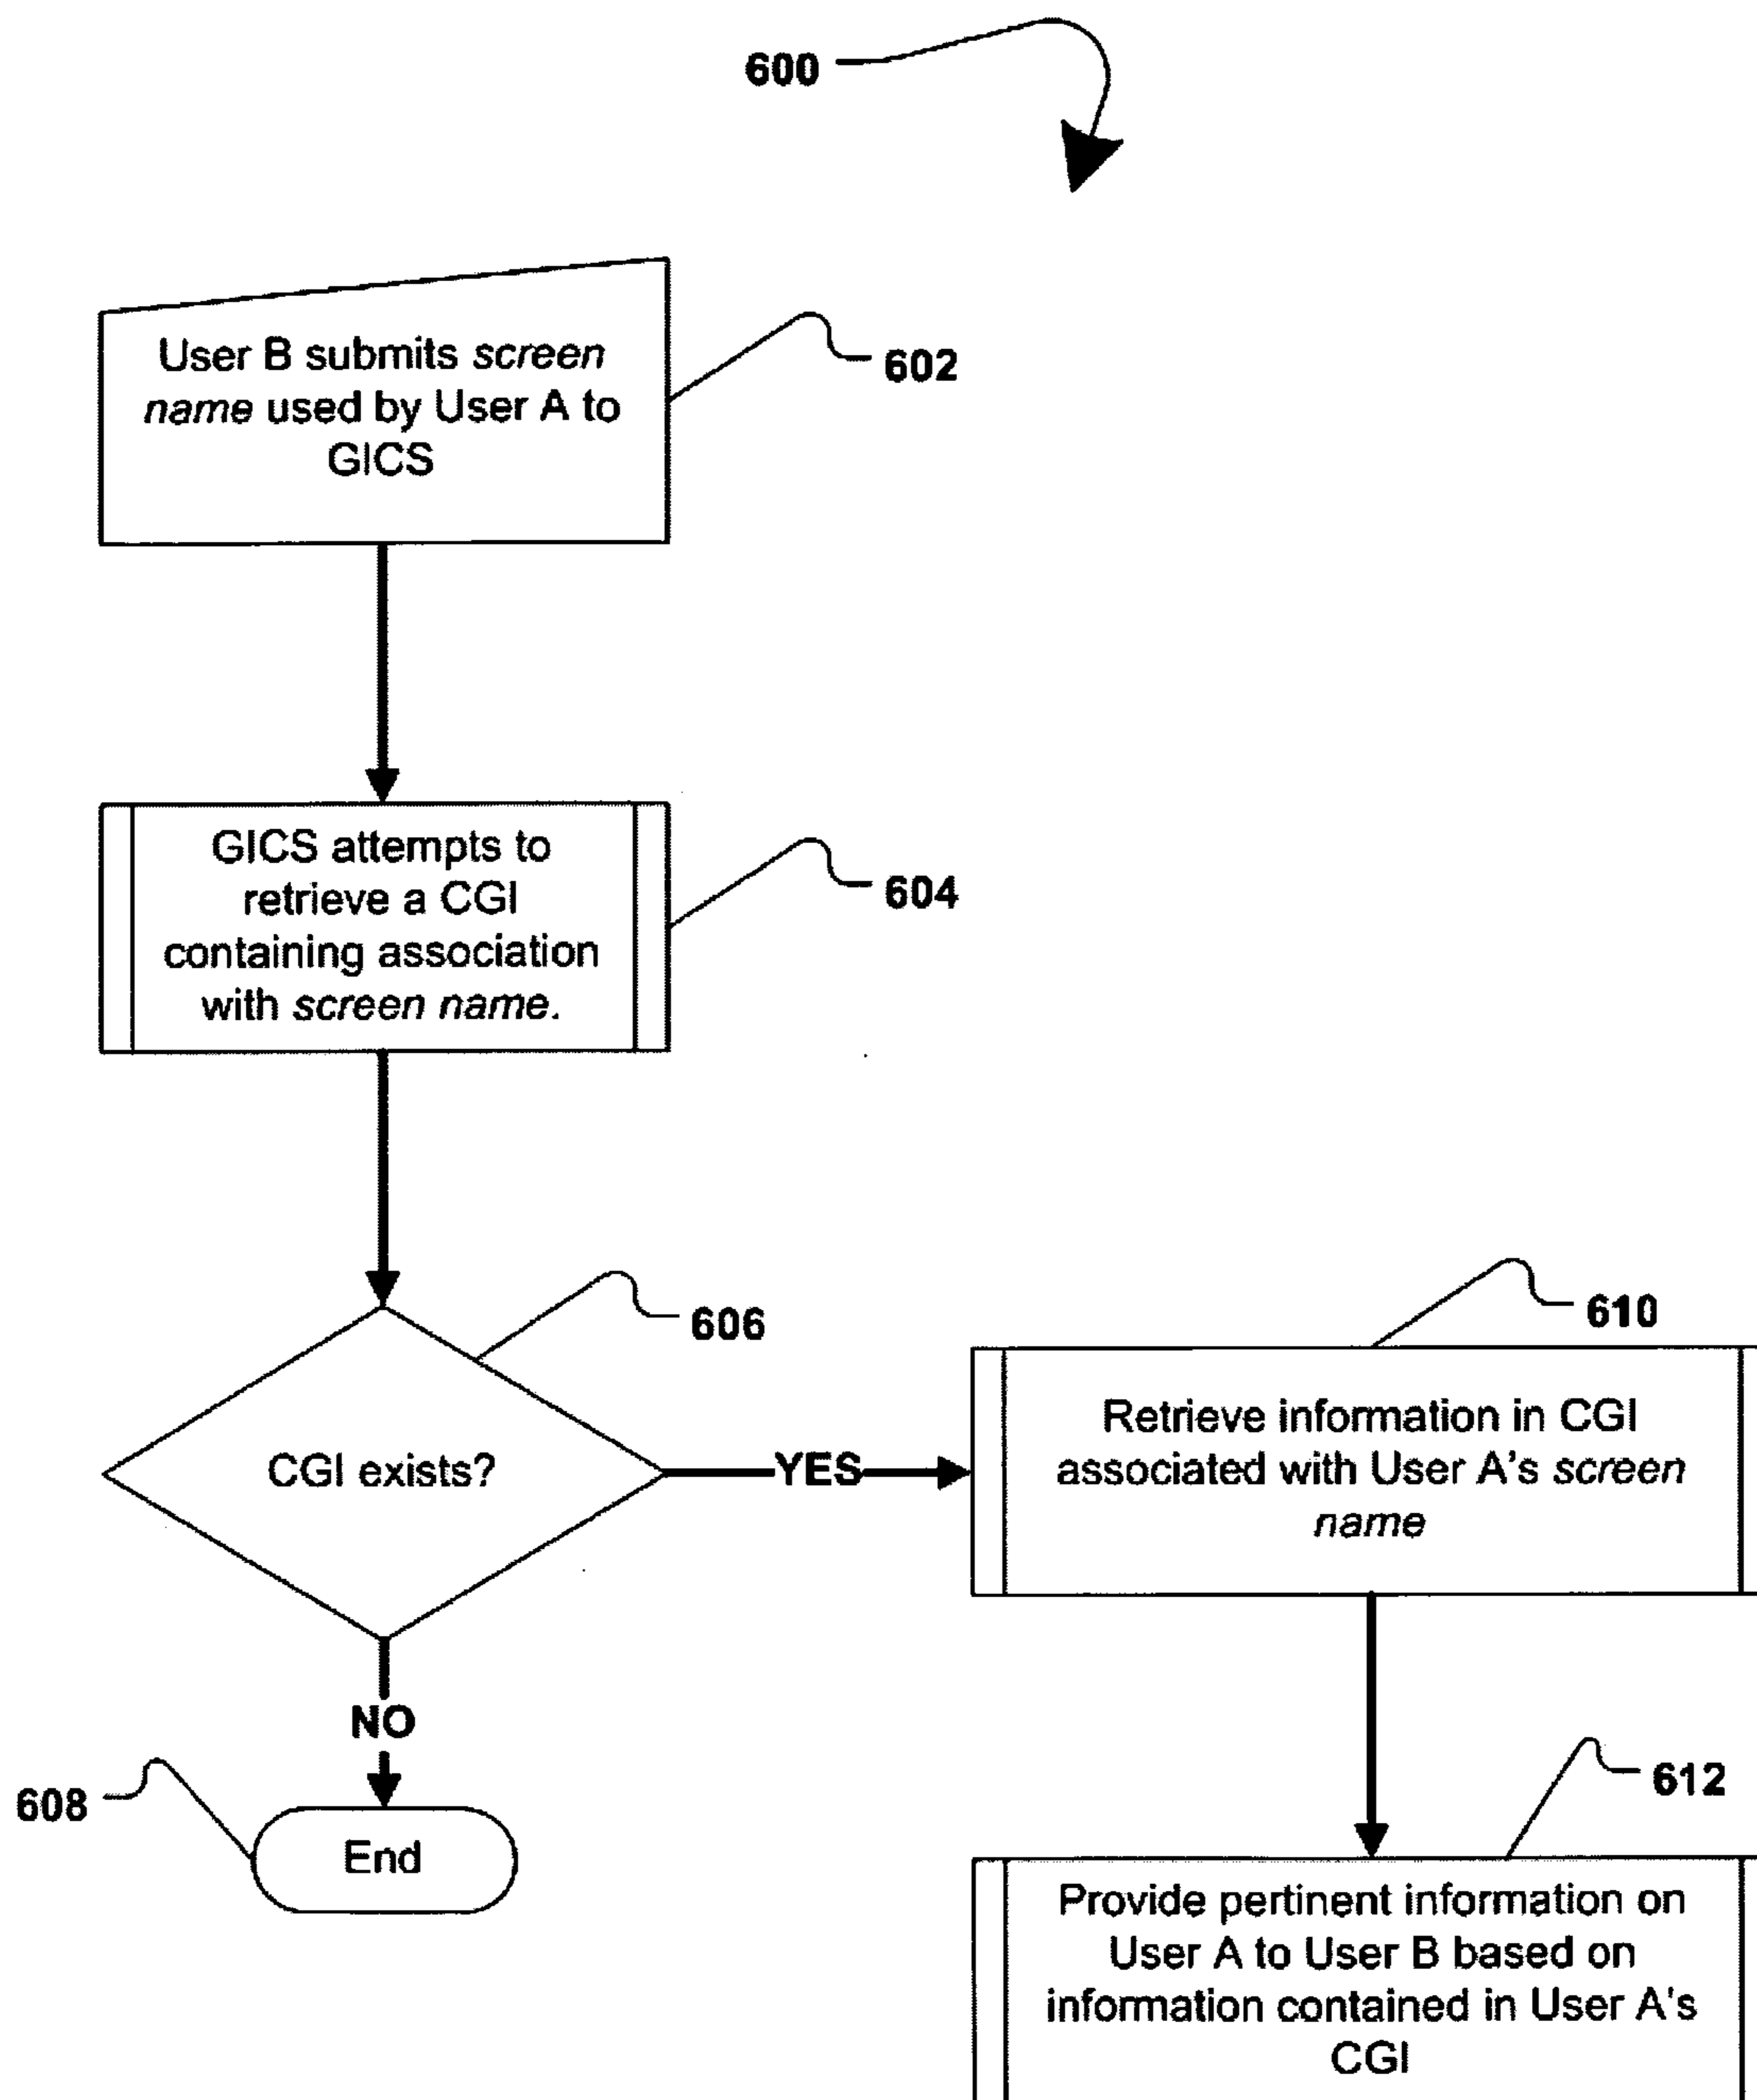 600
User B submits screen
name used by User A to
GICS
602
GICS attempts to
retrieve a CGI
containing association
with screen name.
604
606
CGI exists?
YES
610
Retrieve information in CGI
associated with User A's screen
name
NO
608
End
612
Provide pertinent information on
User A to User B based on
information contained in User A's
CGI